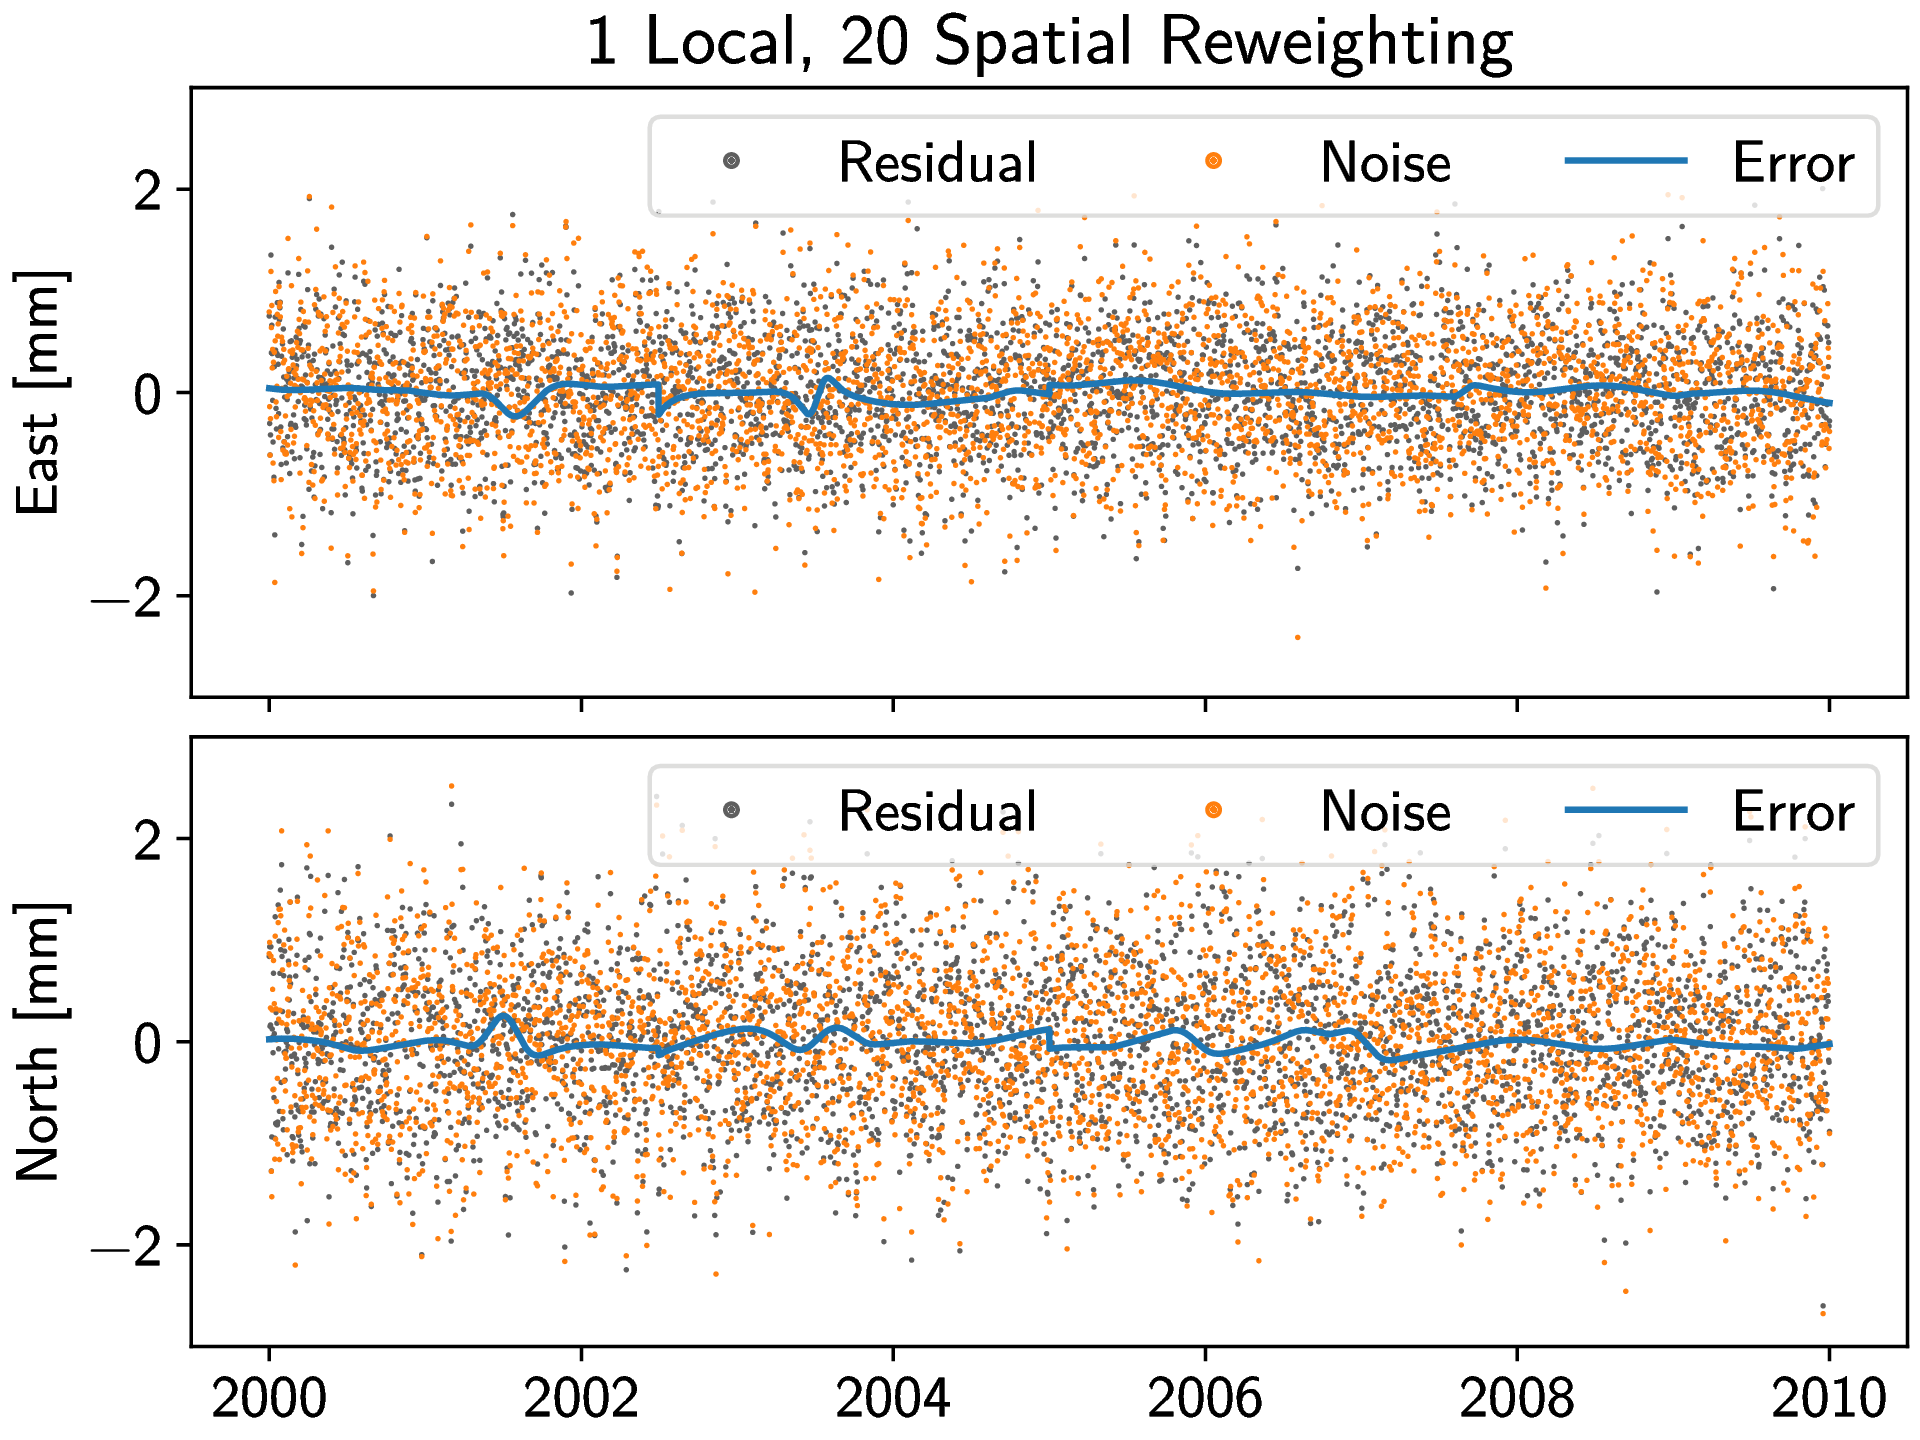 1 Local, 20 Spatial Reweighting
Residual Noise Error
2
0
−2
East [mm]
Residual Noise Error
2
0
−2
North [mm]
2000 2002 2004 2006 2008 2010